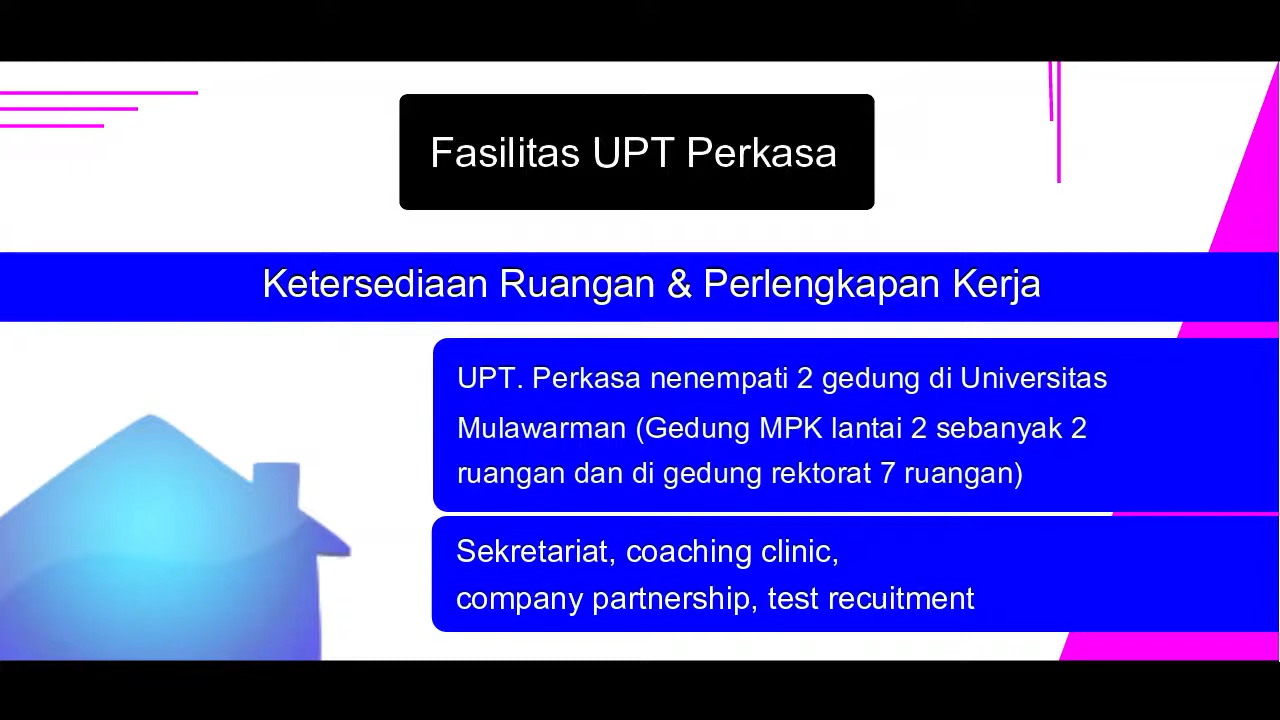 Fasilitas UPT Perkasa
Ketersediaan Ruangan & Perlengkapan Kerja
UPT. Perkasa nenempati 2 gedung di Universitas
Mulawarman (Gedung MPK lantai 2 sebanyak 2
ruangan dan di gedung rektorat 7 ruangan)
Sekretariat, coaching clinic,
company partnership, test recuitment